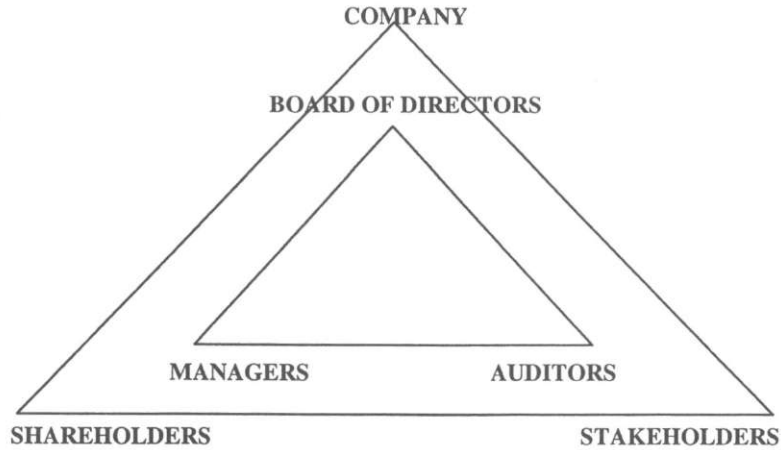 COMPANY
BOARD OF DIRECTORS
MANAGERS AUDITORS
SHAREHOLDERS STAKEHOLDERS